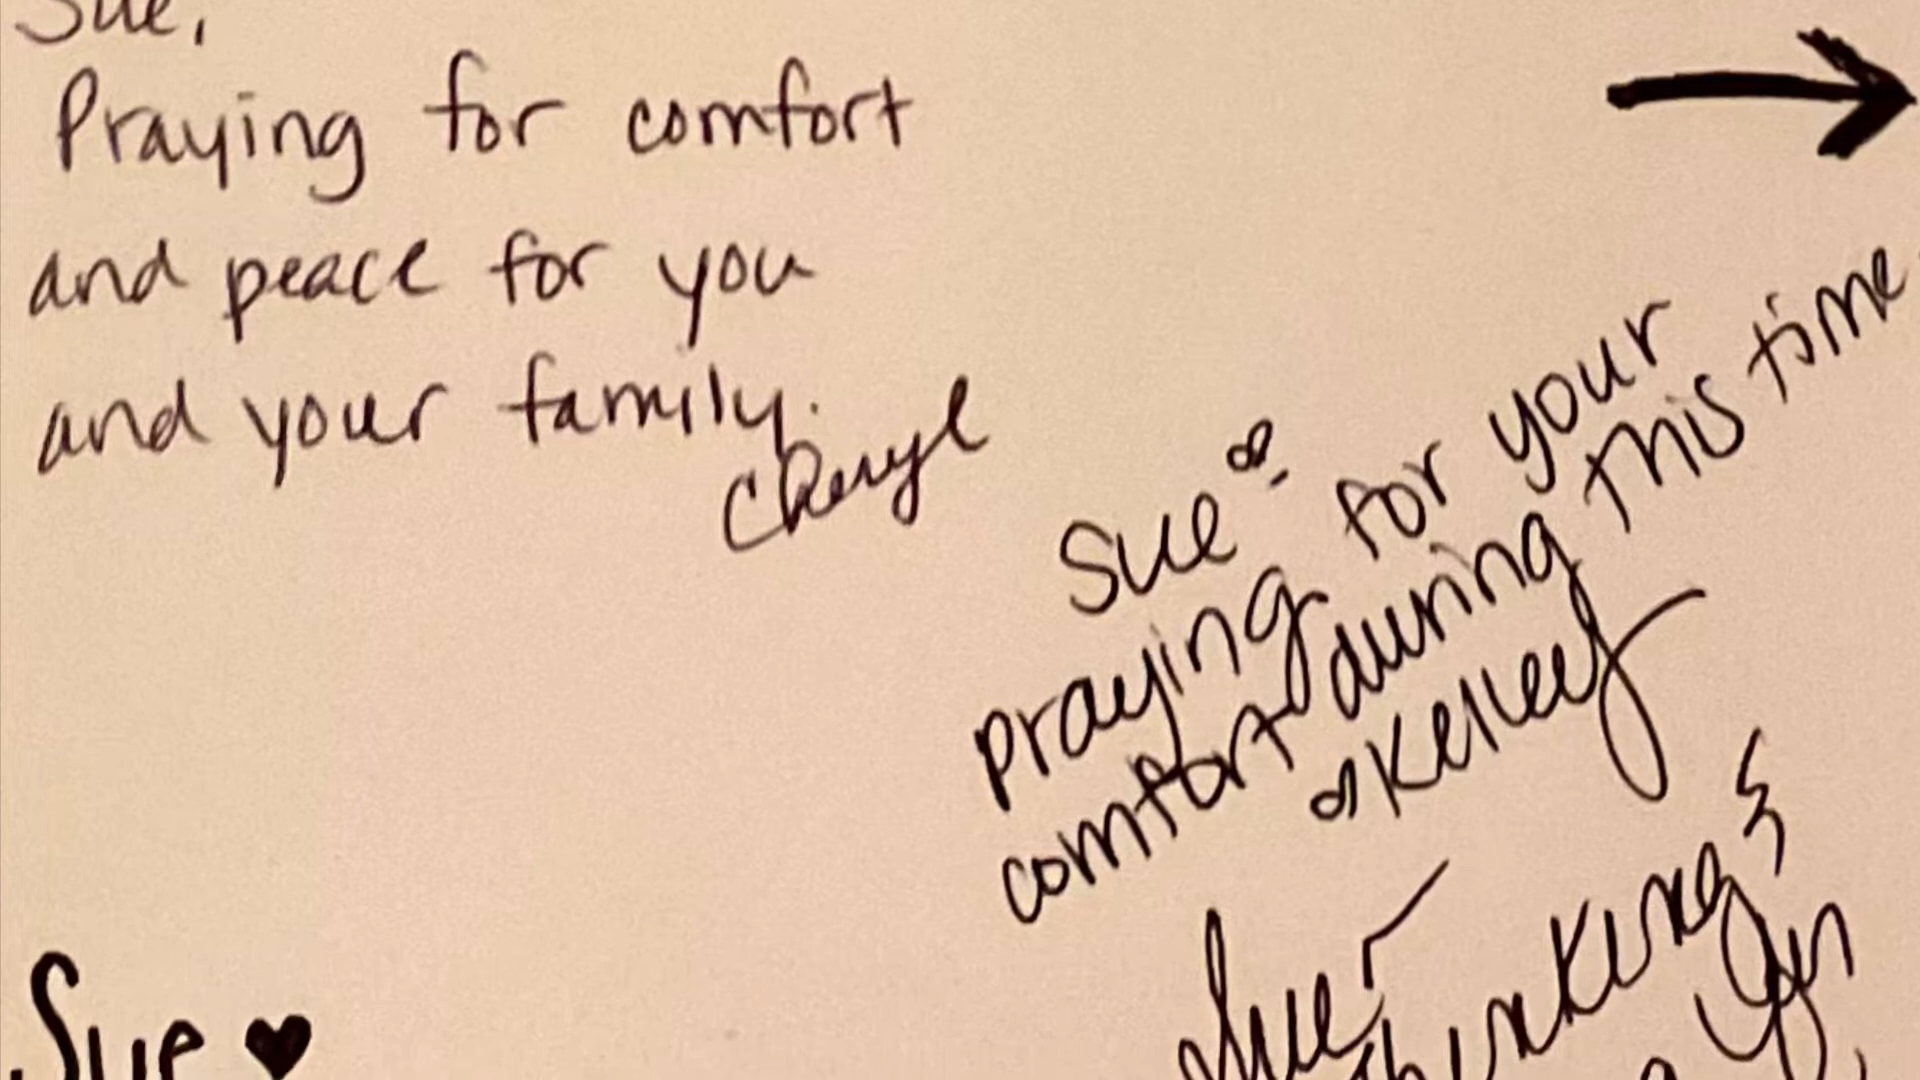 Sue,
Praying for comfort
and peace for you
and your family.
Cheryl
Sue
praying for your
comfort during this time
Kelley
Sue
thinking &
Sue ♥